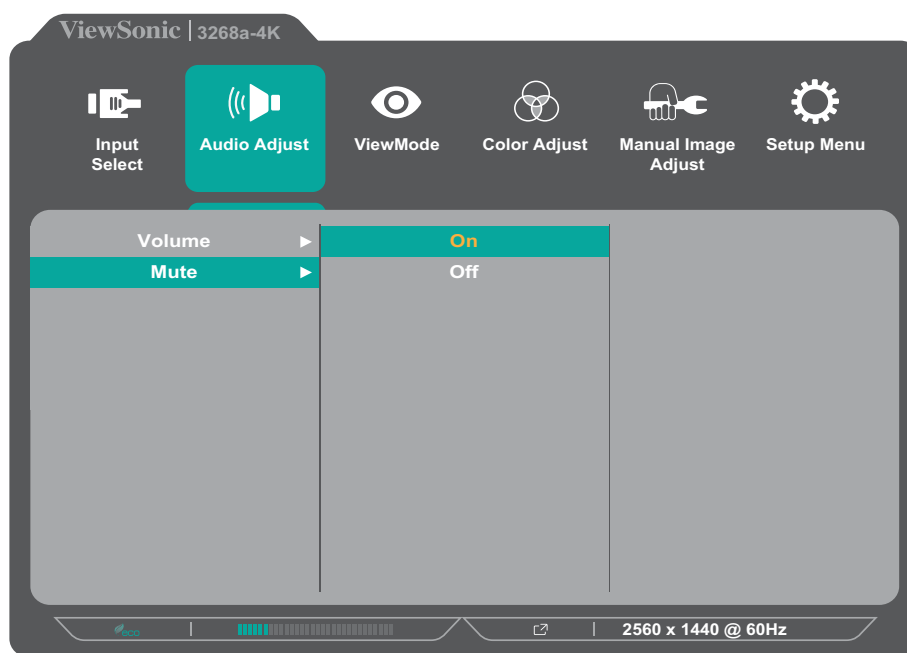 ViewSonic | 3268a-4K
Input Select
Audio Adjust
ViewMode
Color Adjust
Manual Image Adjust
Setup Menu
Volume
On
Mute
Off
eco
2560 x 1440 @ 60Hz